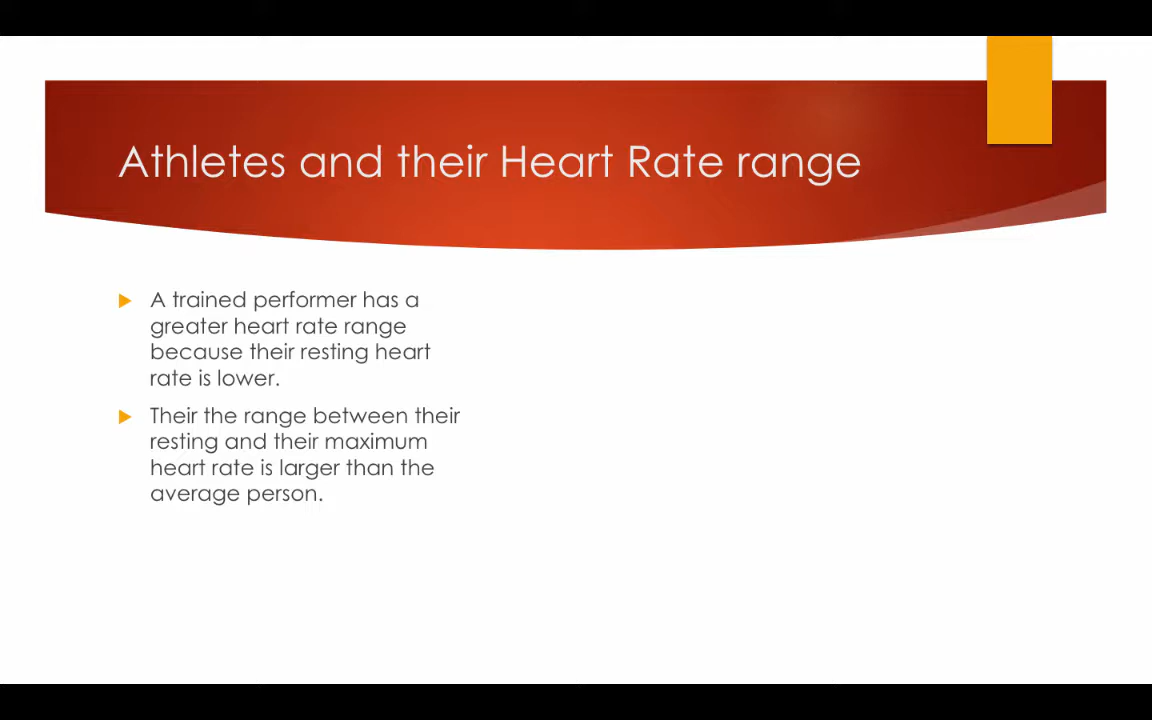 Athletes and their Heart Rate range
A trained performer has a
greater heart rate range
because their resting heart
rate is lower.
Their the range between their
resting and their maximum
heart rate is larger than the
average person.